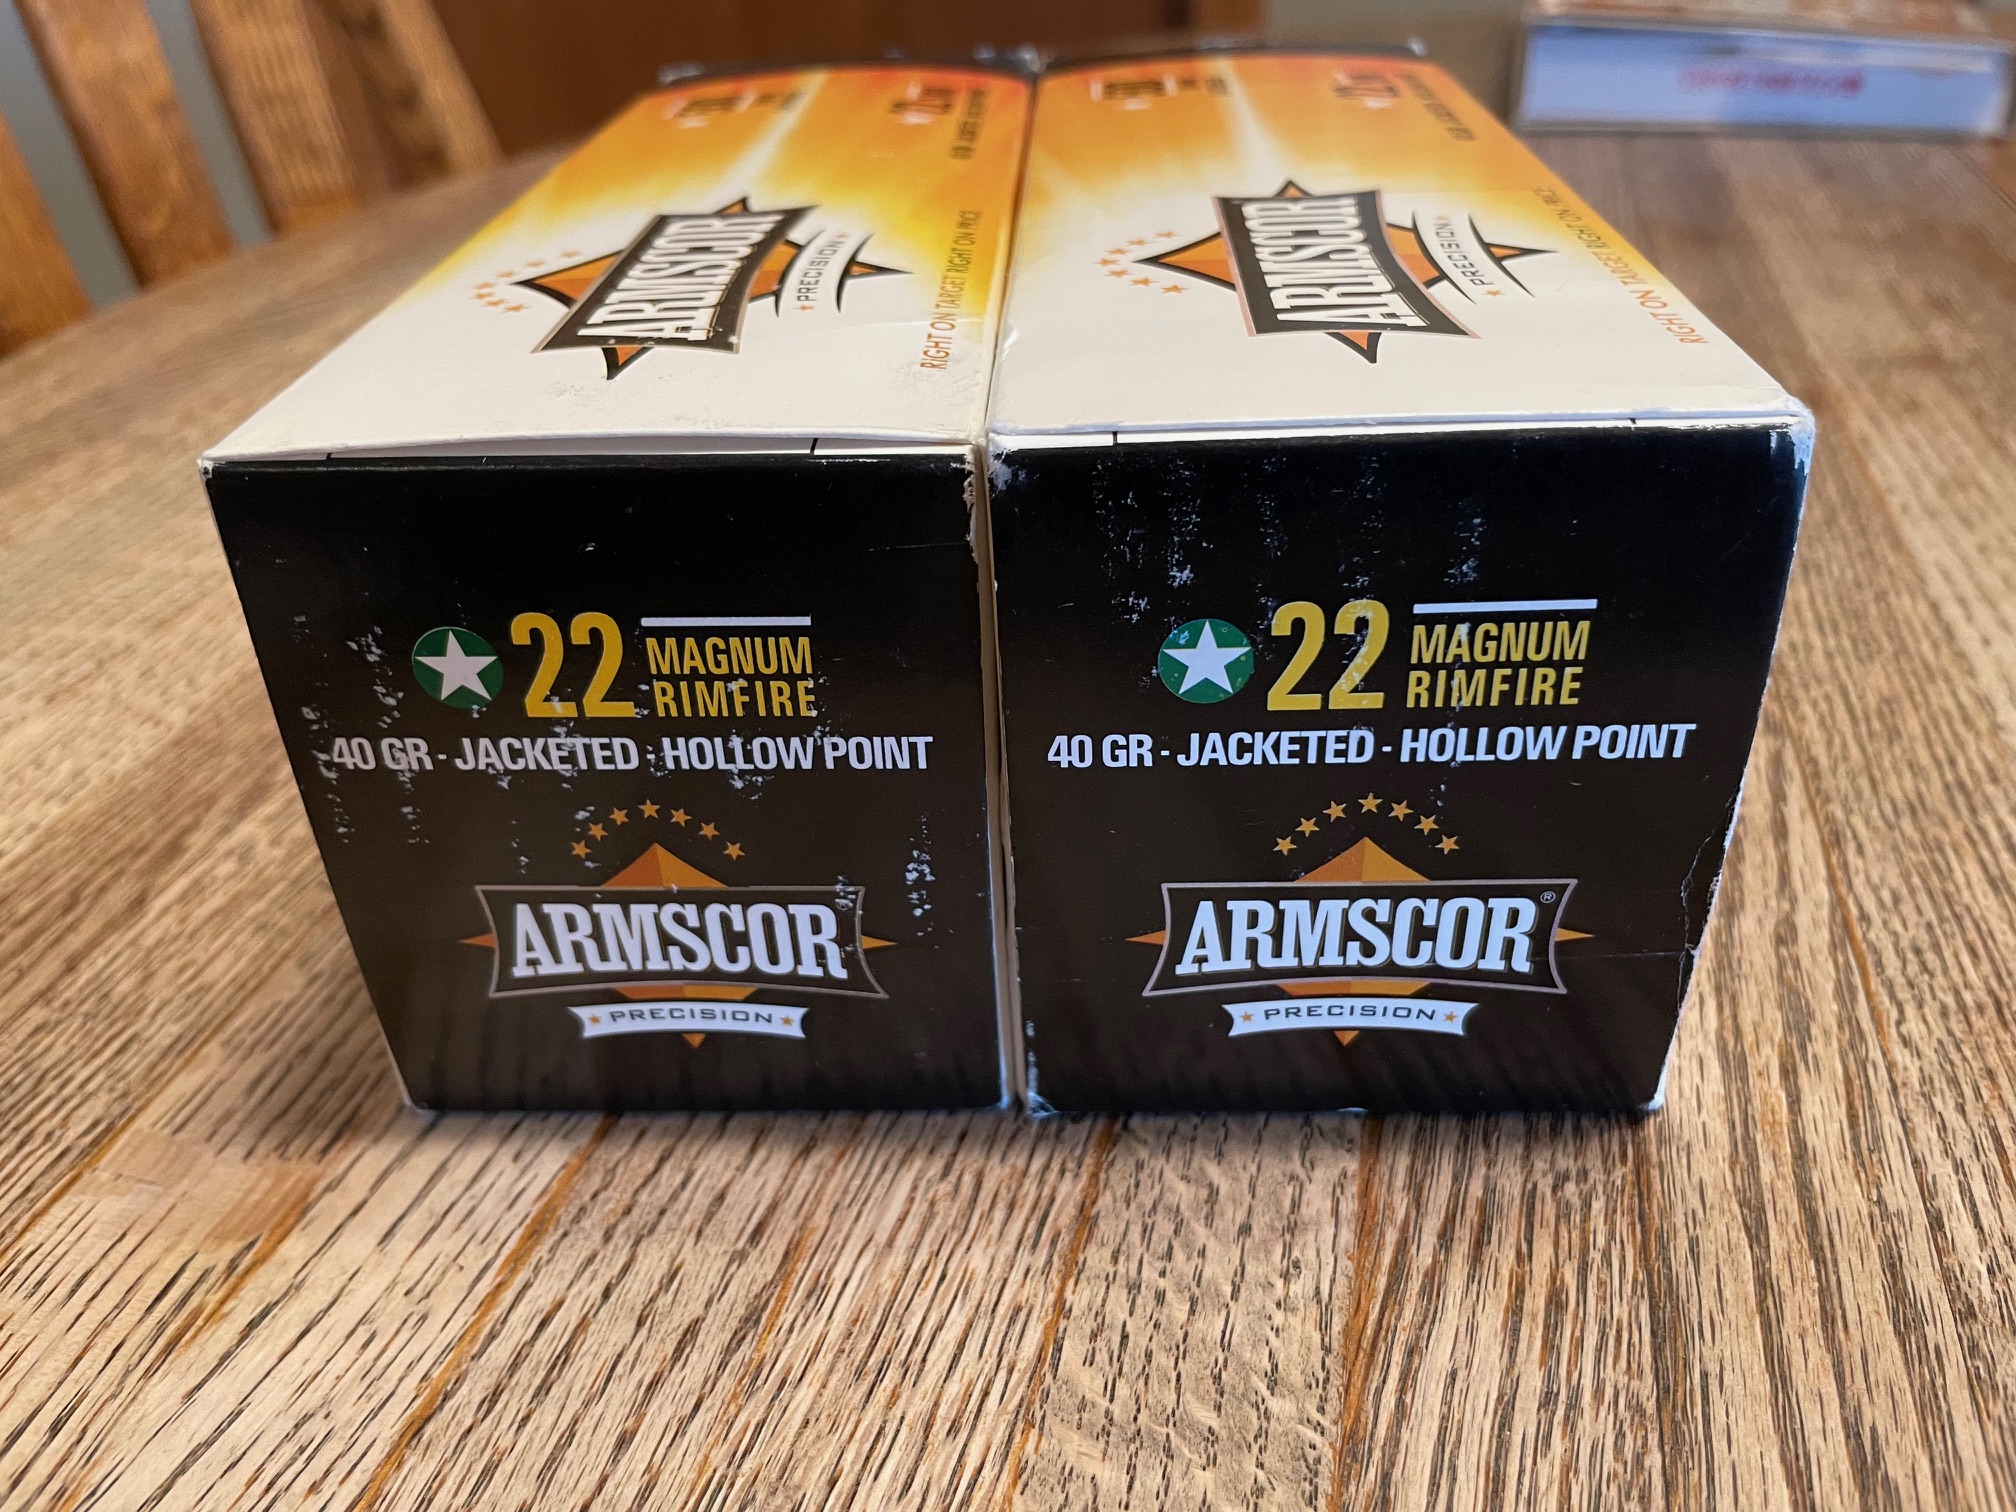 ARMSCOR
PRECISION
RIGHT ON TARGET RIGHT ON PRICE
ARMSCOR
PRECISION
RIGHT ON TARGET RIGHT ON PRICE
22 MAGNUM
RIMFIRE
40 GR - JACKETED - HOLLOW POINT
ARMSCOR
PRECISION
22 MAGNUM
RIMFIRE
40 GR - JACKETED - HOLLOW POINT
ARMSCOR®
PRECISION